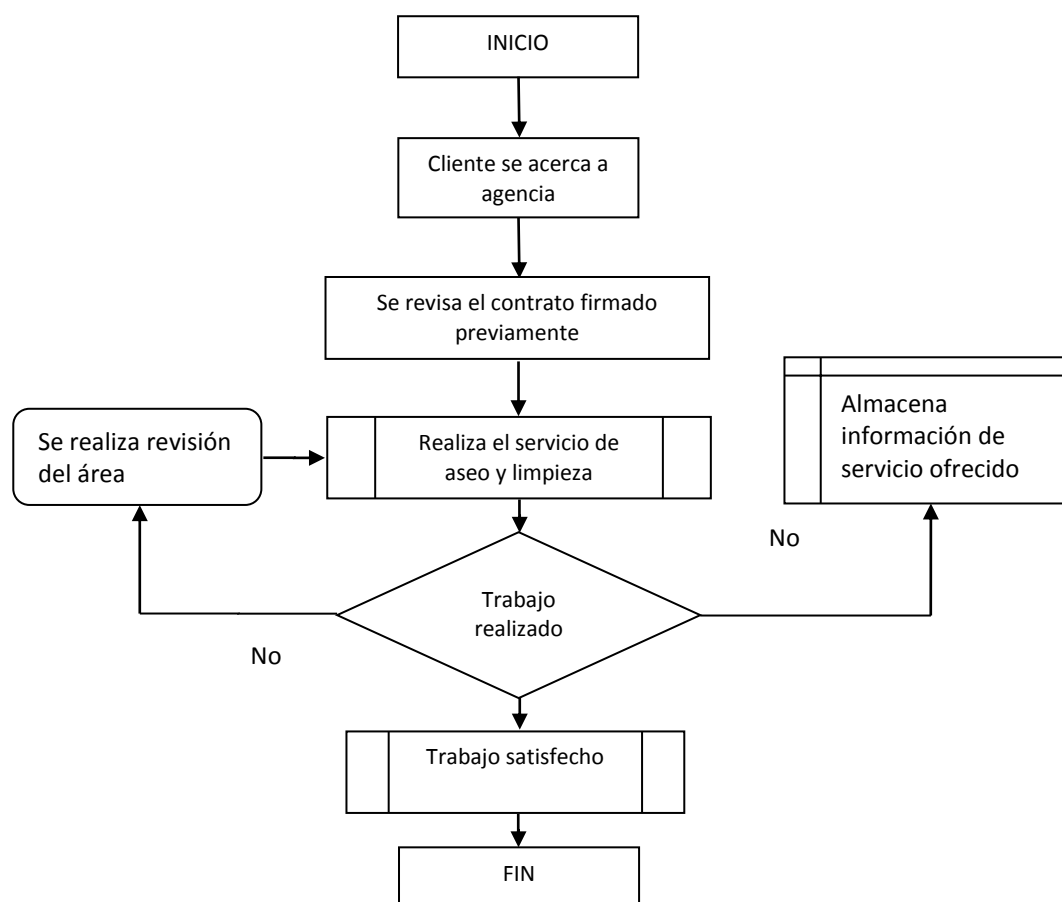 INICIO
Cliente se acerca a
agencia
Se revisa el contrato firmado
previamente
Se realiza revisión
del área
Realiza el servicio de
aseo y limpieza
Almacena
información de
servicio ofrecido
No
Trabajo
realizado
No
Trabajo satisfecho
FIN